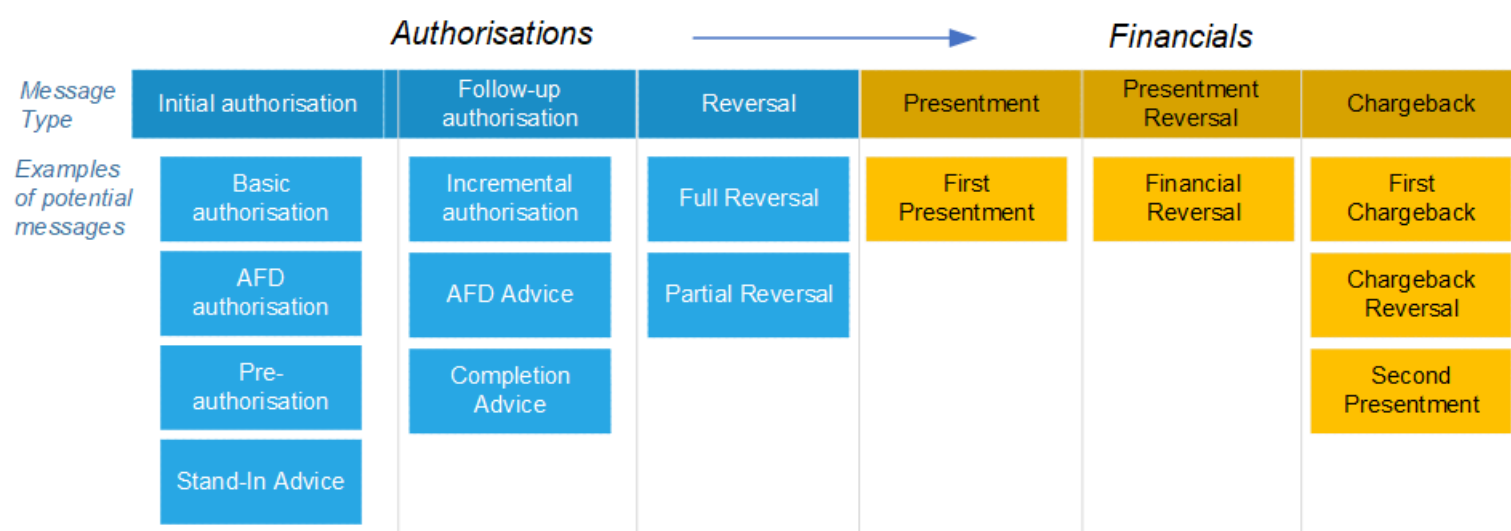 Authorisations
Financials
Message
Type
Initial authorisation
Follow-up
authorisation
Reversal
Presentment
Presentment
Reversal
Chargeback
Examples
of potential
messages
Basic
authorisation
Incremental
authorisation
Full Reversal
First
Presentment
Financial
Reversal
First
Chargeback
AFD
authorisation
AFD Advice
Partial Reversal
Chargeback
Reversal
Pre-
authorisation
Completion
Advice
Second
Presentment
Stand-In Advice